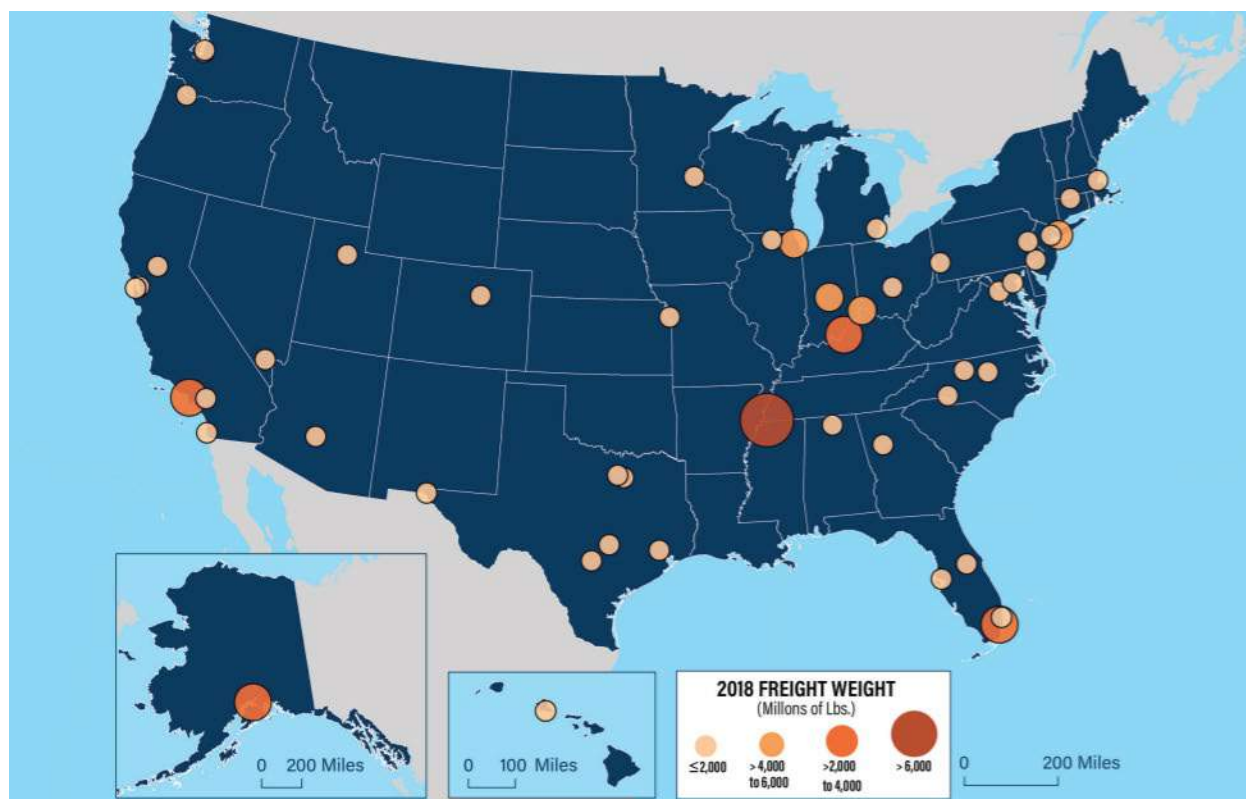 2018 FREIGHT WEIGHT
(Millons of Lbs.)
≤2,000
>4,000
to 6,000
>2,000
to 4,000
>6,000
0 200 Miles
0 100 Miles
0 200 Miles